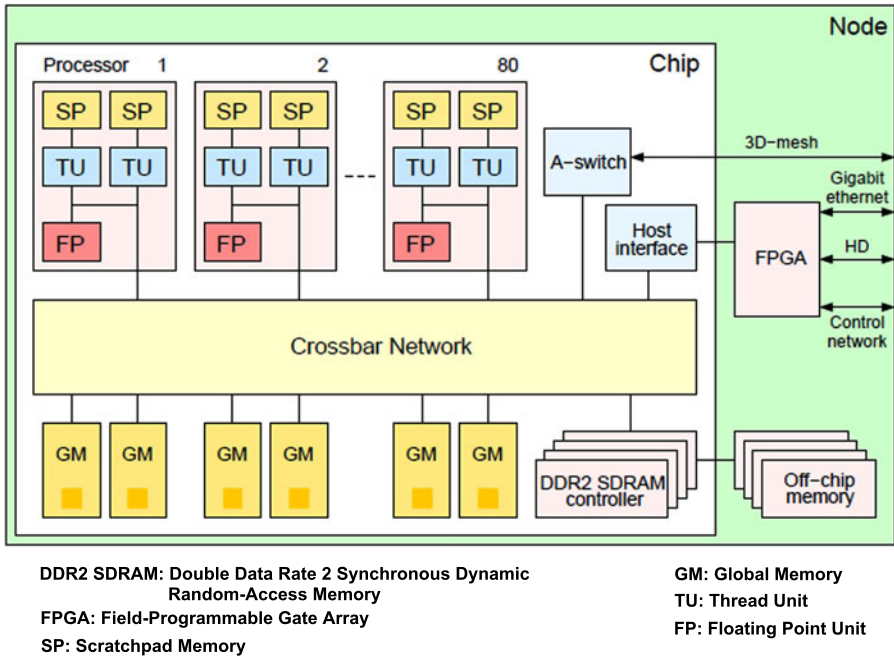 Node
Chip
Processor 1 2 80
SP SP SP SP SP SP
TU TU TU TU TU TU
FP FP FP
A-switch
3D-mesh
Gigabit
ethernet
Host
interface
FPGA
HD
Control
network
Crossbar Network
GM GM GM GM GM GM
DDR2 SDRAM
controller
Off-chip
memory
DDR2 SDRAM: Double Data Rate 2 Synchronous Dynamic
Random-Access Memory
FPGA: Field-Programmable Gate Array
SP: Scratchpad Memory
GM: Global Memory
TU: Thread Unit
FP: Floating Point Unit